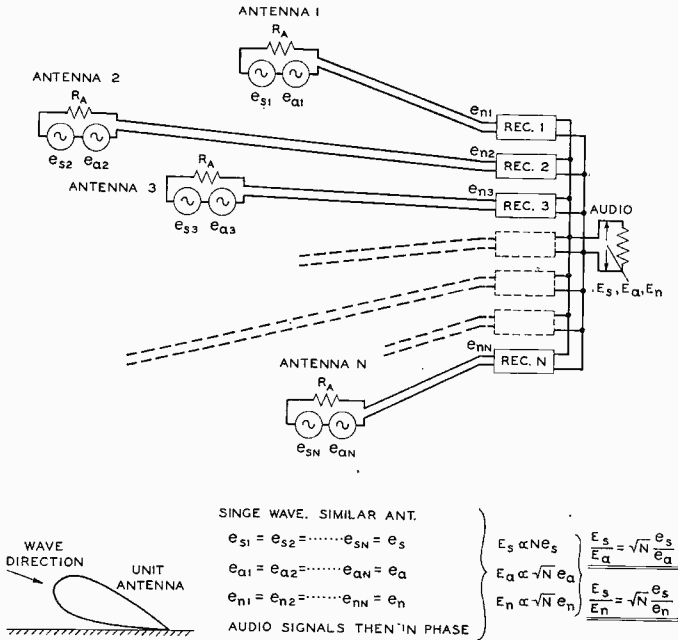 ANTENNA 1
R_A
e_s1 e_a1
ANTENNA 2
R_A
e_s2 e_a2
ANTENNA 3
R_A
e_s3 e_a3
e_n1
REC. 1
e_n2
REC. 2
e_n3
REC. 3
AUDIO
E_s, E_a, E_n
e_nN
REC. N
ANTENNA N
R_A
e_sN e_aN
WAVE DIRECTION
UNIT ANTENNA
SINGE WAVE. SIMILAR ANT.
e_s1 = e_s2 = ······ e_sN = e_s
e_a1 = e_a2 = ······ e_aN = e_a
e_n1 = e_n2 = ······ e_nN = e_n
AUDIO SIGNALS THEN IN PHASE
E_s ∝ N e_s
E_a ∝ √N e_a
E_n ∝ √N e_n
E_s/E_a = √N e_s/e_a
E_s/E_n = √N e_s/e_n